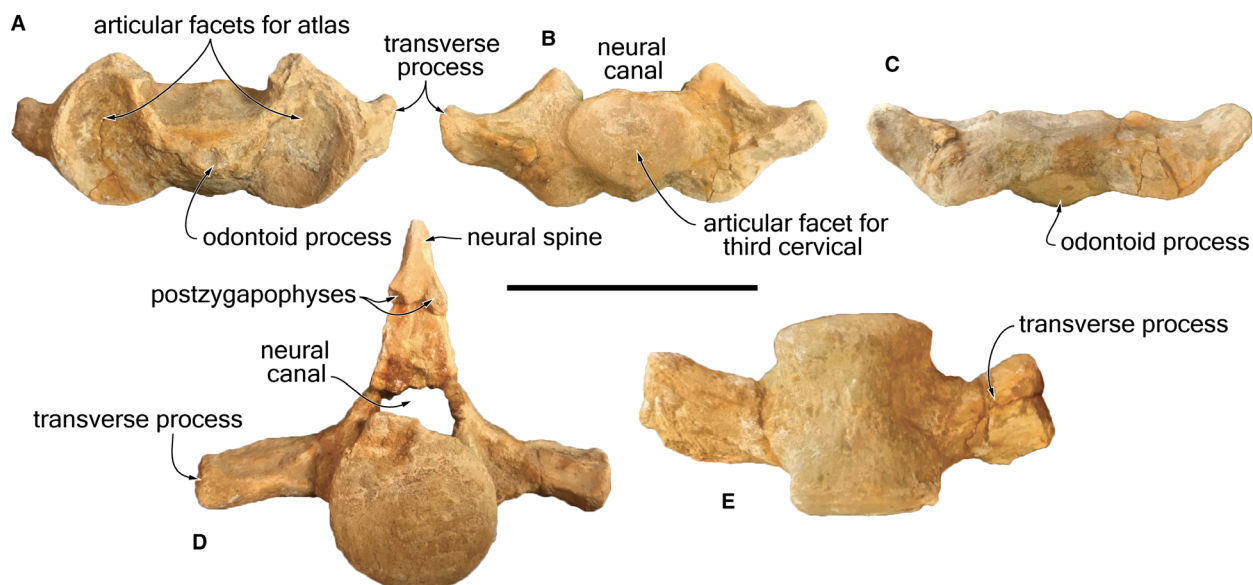 A
articular facets for atlas
transverse
process
B
neural
canal
C
odontoid process
articular facet for
third cervical
odontoid process
neural spine
postzygapophyses
neural
canal
transverse process
transverse process
D
E